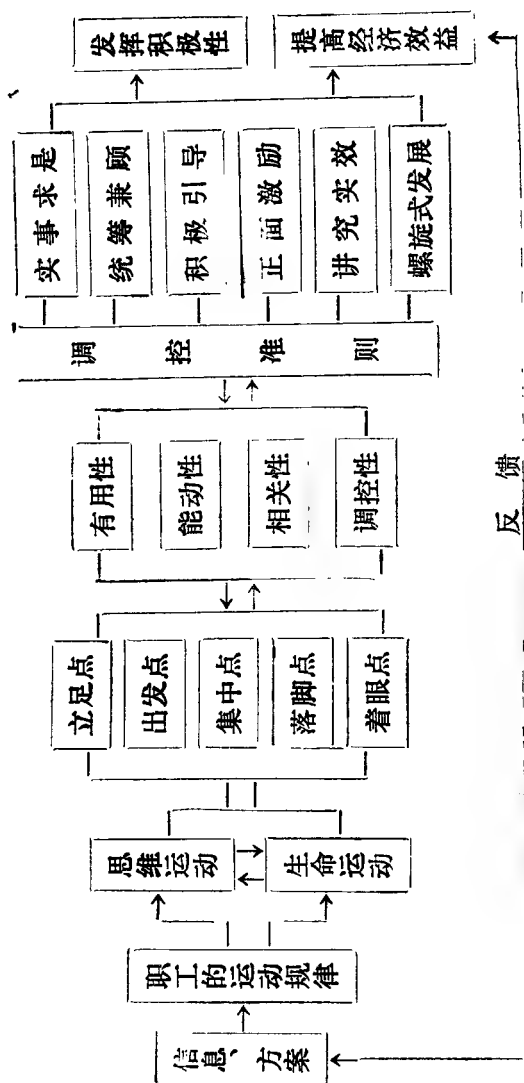 信息、方案
职工的运动规律
思维运动
生命运动
立足点
出发点
集中点
落脚点
着眼点
有用性
能动性
相关性
调控性
调控准则
实事求是
统筹兼顾
积极引导
正面激励
讲究实效
螺旋式发展
发挥积极性
提高经济效益
反馈